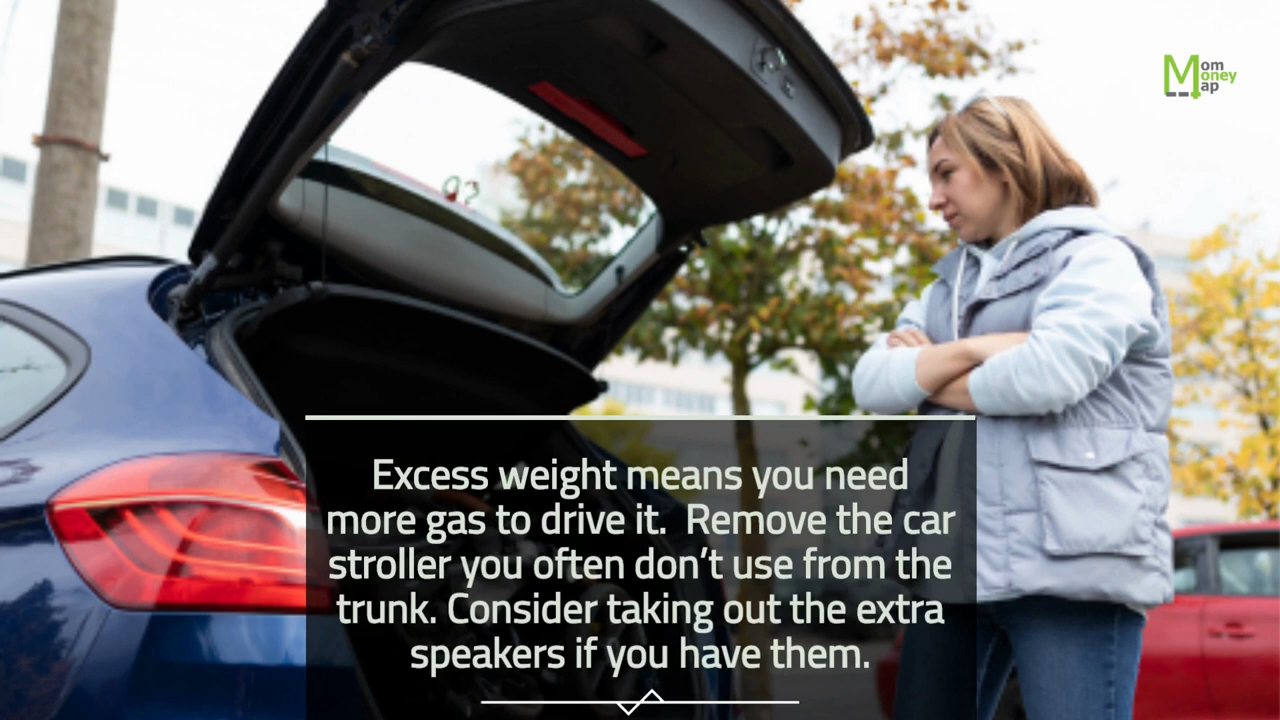 Mom
Money
Map
Excess weight means you need
more gas to drive it.  Remove the car
stroller you often don’t use from the
trunk. Consider taking out the extra
speakers if you have them.